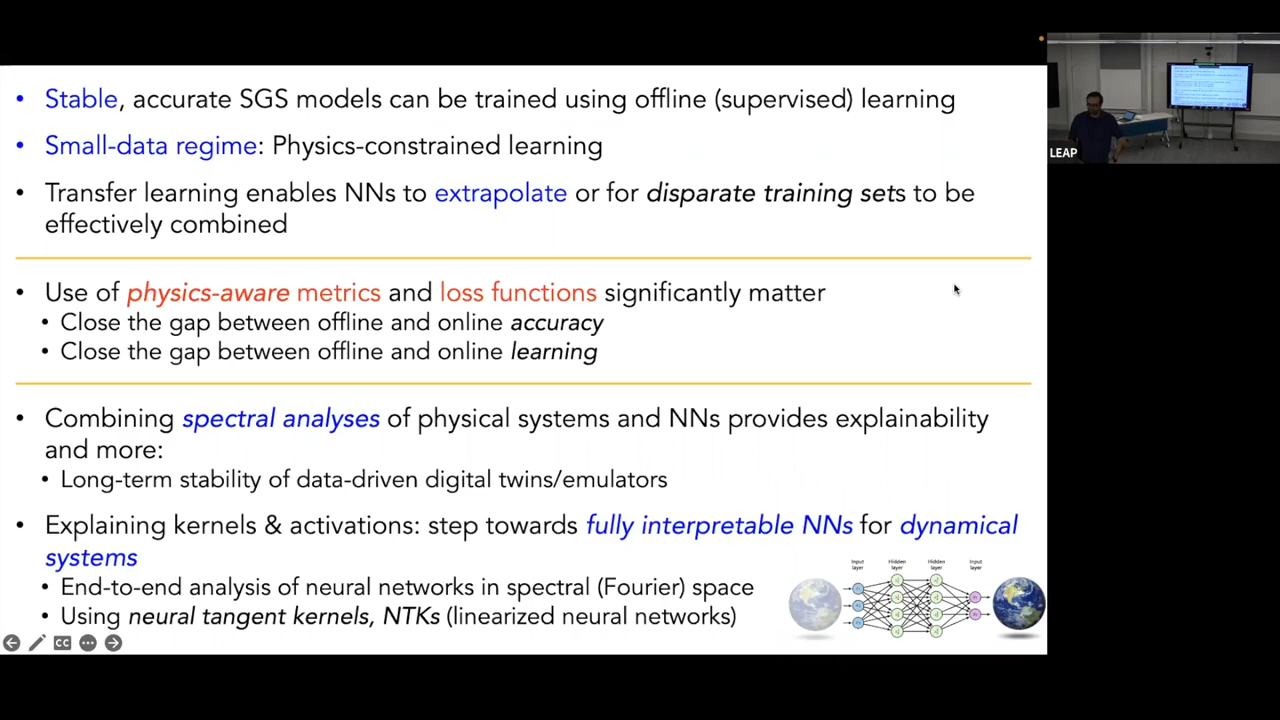 • Stable, accurate SGS models can be trained using offline (supervised) learning
• Small-data regime: Physics-constrained learning
• Transfer learning enables NNs to extrapolate or for disparate training sets to be
effectively combined
• Use of physics-aware metrics and loss functions significantly matter
• Close the gap between offline and online accuracy
• Close the gap between offline and online learning
• Combining spectral analyses of physical systems and NNs provides explainability
and more:
• Long-term stability of data-driven digital twins/emulators
• Explaining kernels & activations: step towards fully interpretable NNs for dynamical
systems
• End-to-end analysis of neural networks in spectral (Fourier) space
• Using neural tangent kernels, NTKs (linearized neural networks)
Input layer
Hidden layer
Hidden layer
Input layer
CC
LEAP